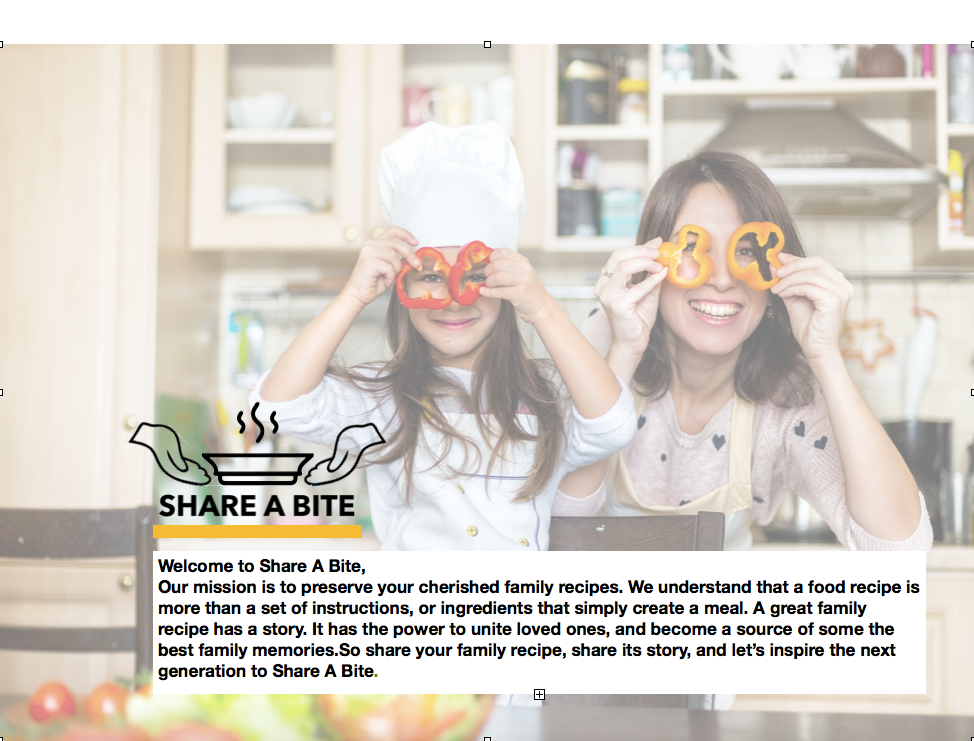 SHARE A BITE
Welcome to Share A Bite,
Our mission is to preserve your cherished family recipes. We understand that a food recipe is
more than a set of instructions, or ingredients that simply create a meal. A great family
recipe has a story. It has the power to unite loved ones, and become a source of some the
best family memories.So share your family recipe, share its story, and let’s inspire the next
generation to Share A Bite.